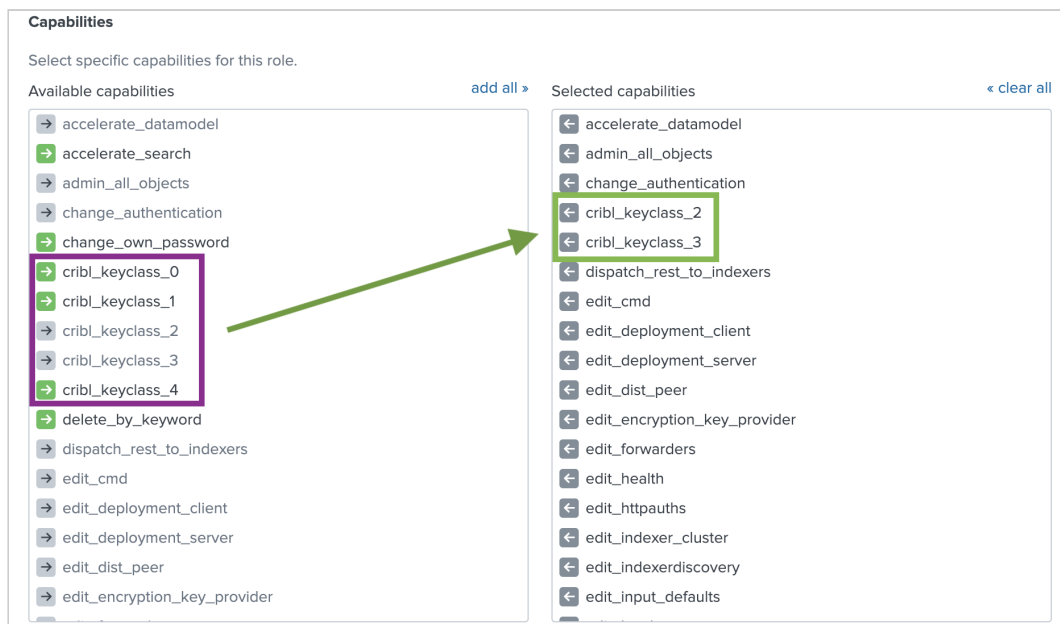 Capabilities
Select specific capabilities for this role.
Available capabilities
add all »
accelerate_datamodel
accelerate_search
admin_all_objects
change_authentication
change_own_password
cribl_keyclass_0
cribl_keyclass_1
cribl_keyclass_2
cribl_keyclass_3
cribl_keyclass_4
delete_by_keyword
dispatch_rest_to_indexers
edit_cmd
edit_deployment_client
edit_deployment_server
edit_dist_peer
edit_encryption_key_provider
Selected capabilities
« clear all
accelerate_datamodel
admin_all_objects
change_authentication
cribl_keyclass_2
cribl_keyclass_3
dispatch_rest_to_indexers
edit_cmd
edit_deployment_client
edit_deployment_server
edit_dist_peer
edit_encryption_key_provider
edit_forwarders
edit_health
edit_httpauths
edit_indexer_cluster
edit_indexerdiscovery
edit_input_defaults